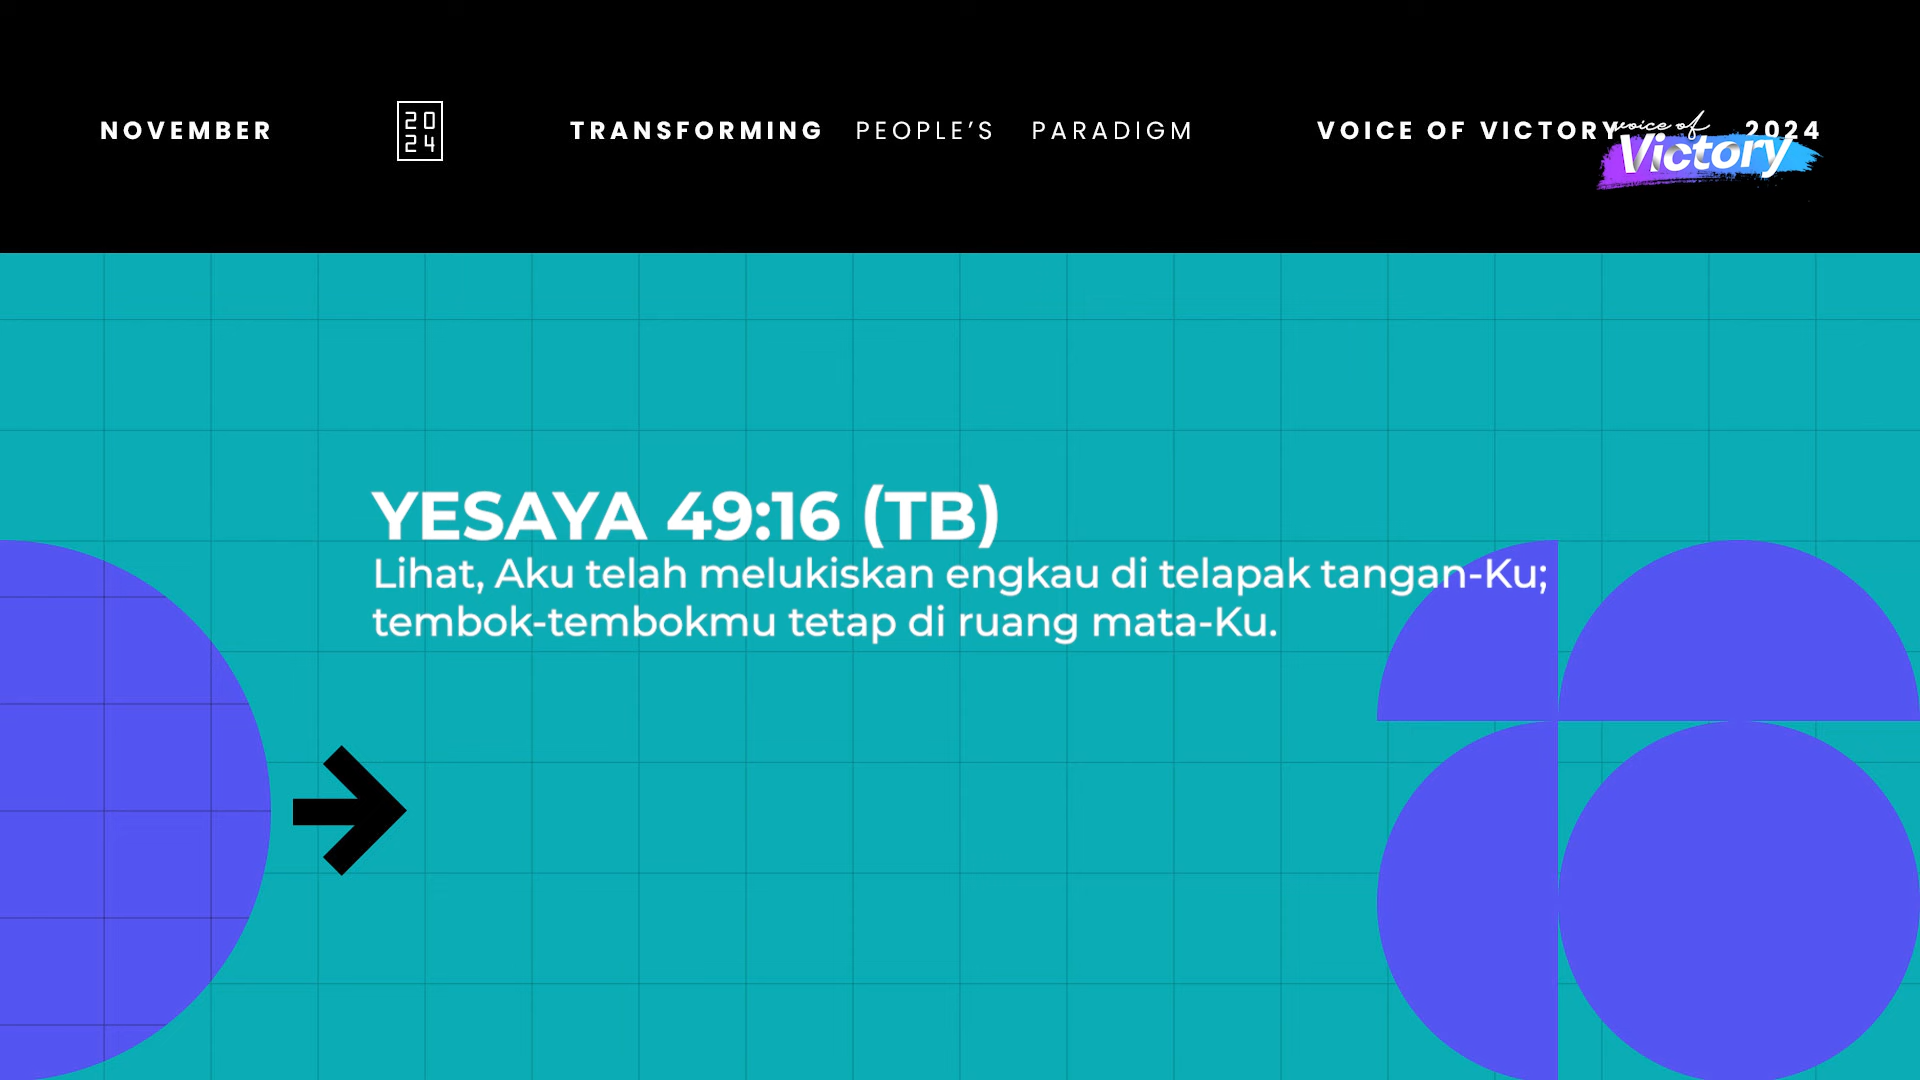 NOVEMBER
20
24
TRANSFORMING PEOPLE’S PARADIGM
VOICE OF VICTORY 2024
voice of
Victory
YESAYA 49:16 (TB)
Lihat, Aku telah melukiskan engkau di telapak tangan-Ku;
tembok-tembokmu tetap di ruang mata-Ku.